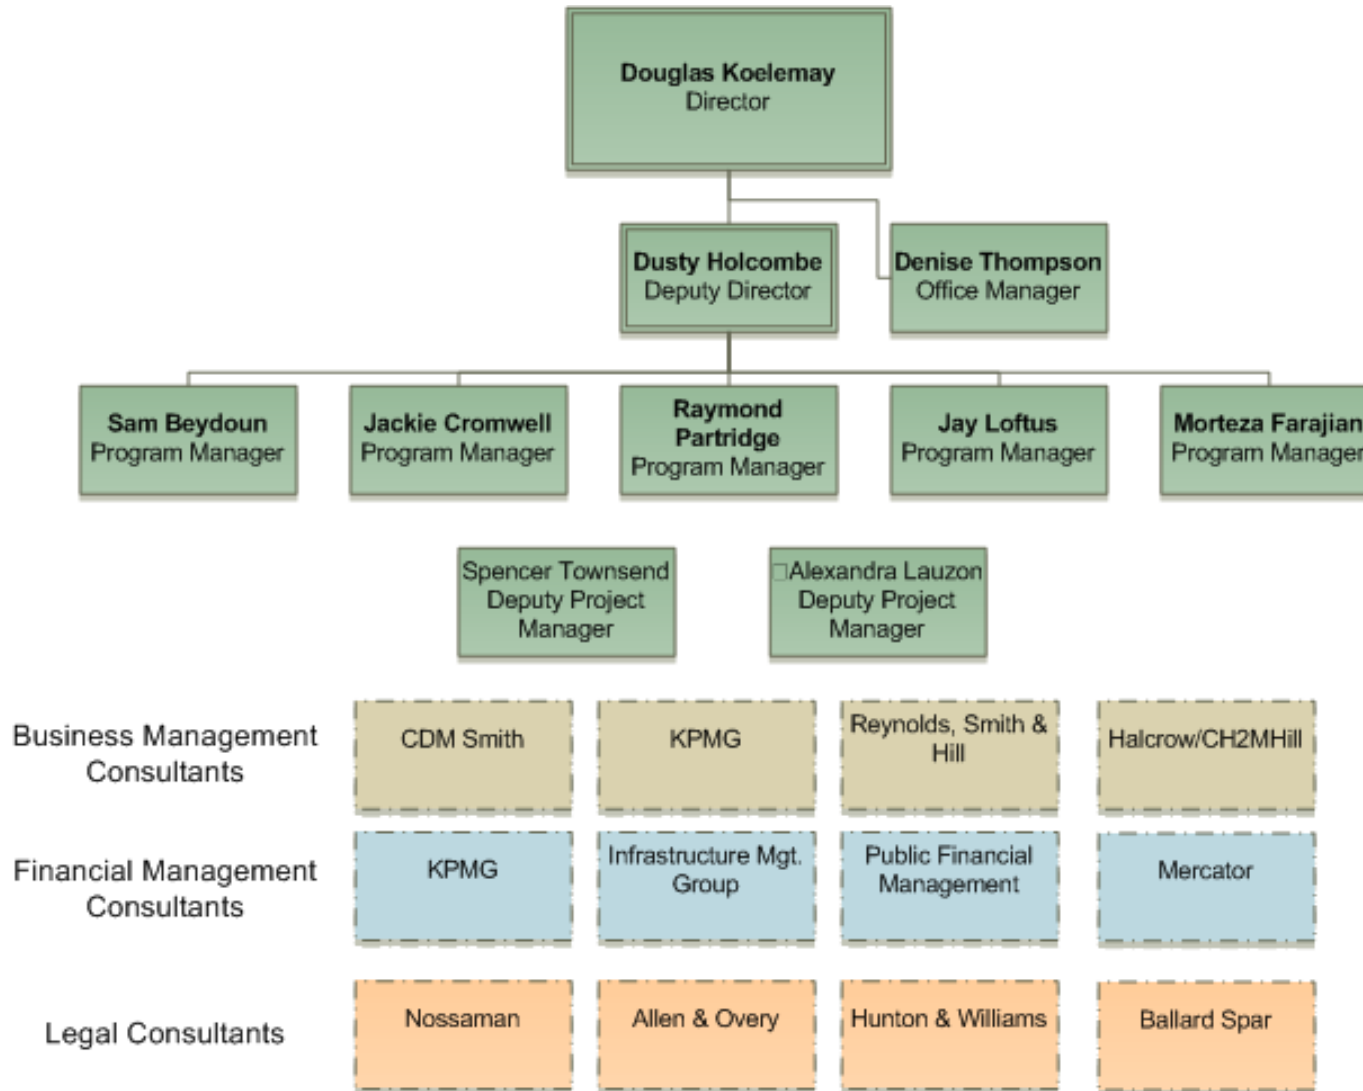 Douglas Koelemay
Director
Dusty Holcombe
Deputy Director
Denise Thompson
Office Manager
Sam Beydoun
Program Manager
Jackie Cromwell
Program Manager
Raymond
Partridge
Program Manager
Jay Loftus
Program Manager
Morteza Farajian
Program Manager
Spencer Townsend
Deputy Project
Manager
□Alexandra Lauzon
Deputy Project
Manager
Business Management
Consultants
CDM Smith
KPMG
Reynolds, Smith &
Hill
Halcrow/CH2MHill
Financial Management
Consultants
KPMG
Infrastructure Mgt.
Group
Public Financial
Management
Mercator
Legal Consultants
Nossaman
Allen & Overy
Hunton & Williams
Ballard Spar